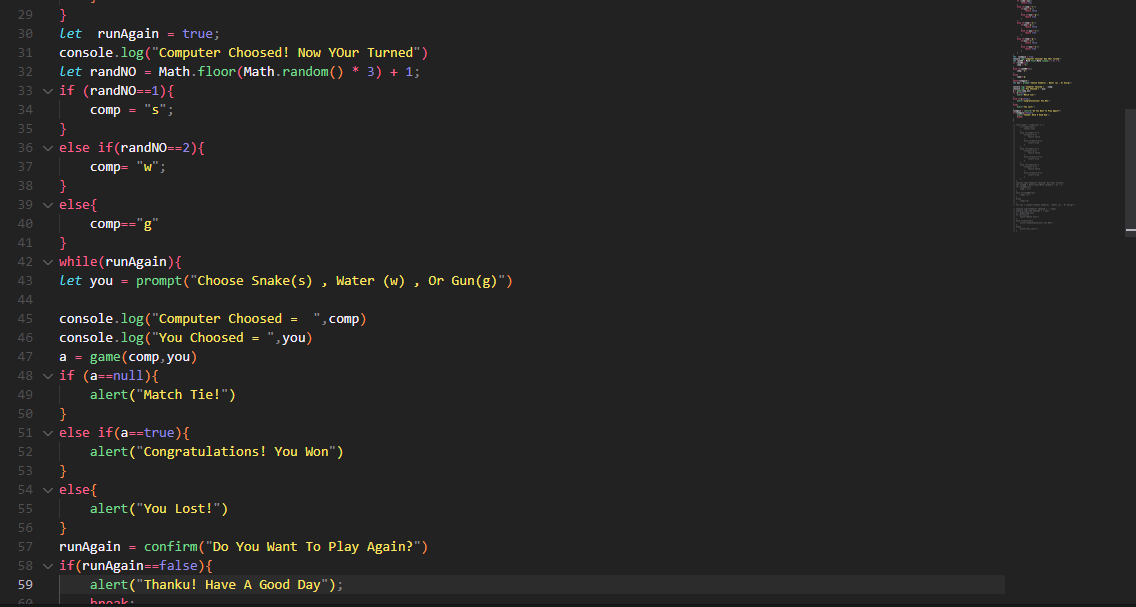 29 }
30 let  runAgain = true;
31 console.log("Computer Choosed! Now YOur Turned")
32 let randNO = Math.floor(Math.random() * 3) + 1;
33 if (randNO==1){
34     comp = "s";
35 }
36 else if(randNO==2){
37     comp= "w";
38 }
39 else{
40     comp=="g"
41 }
42 while(runAgain){
43 let you = prompt("Choose Snake(s) , Water (w) , Or Gun(g)")
44
45 console.log("Computer Choosed =  ",comp)
46 console.log("You Choosed = ",you)
47 a = game(comp,you)
48 if (a==null){
49     alert("Match Tie!")
50 }
51 else if(a==true){
52     alert("Congratulations! You Won")
53 }
54 else{
55     alert("You Lost!")
56 }
57 runAgain = confirm("Do You Want To Play Again?")
58 if(runAgain==false){
59     alert("Thanku! Have A Good Day");
60     break;